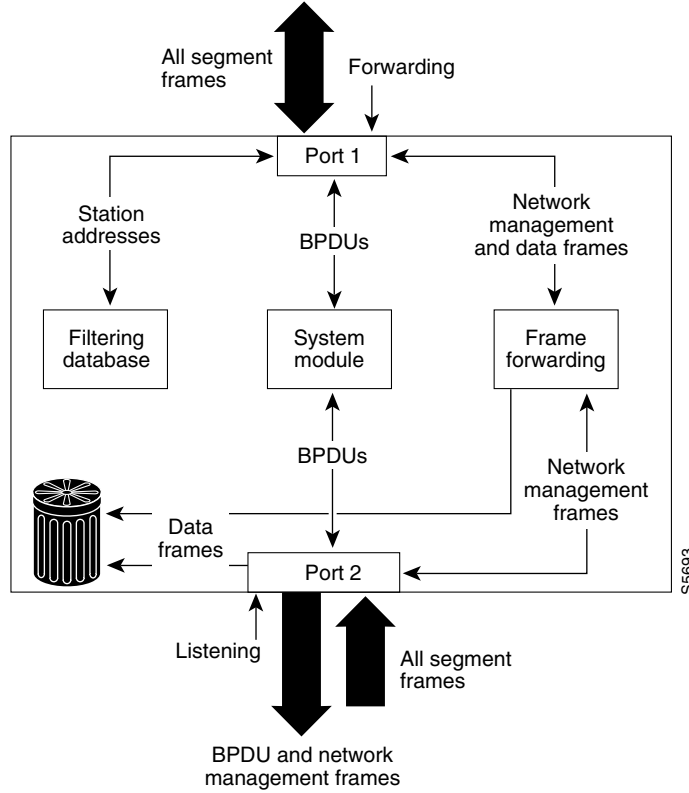 All segment
frames
Forwarding
Port 1
Station
addresses
BPDUs
Network
management
and data frames
Filtering
database
System
module
Frame
forwarding
BPDUs
Network
management
frames
Data
frames
Port 2
S5693
Listening
All segment
frames
BPDU and network
management frames